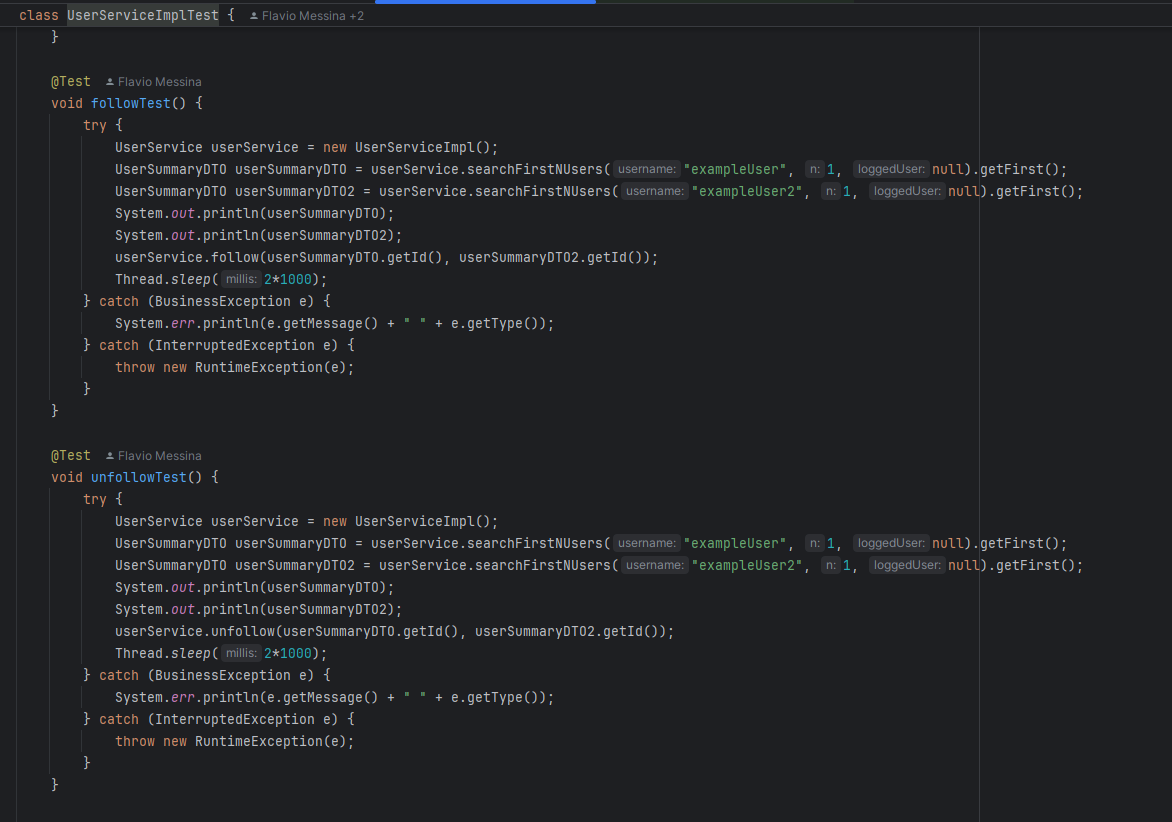 class UserServiceImplTest { Flavio Messina +2
}
@Test Flavio Messina
void followTest() {
try {
UserService userService = new UserServiceImpl();
UserSummaryDTO userSummaryDTO = userService.searchFirstNUsers( username: "exampleUser", n: 1, loggedUser: null).getFirst();
UserSummaryDTO userSummaryDTO2 = userService.searchFirstNUsers( username: "exampleUser2", n: 1, loggedUser: null).getFirst();
System.out.println(userSummaryDTO);
System.out.println(userSummaryDTO2);
userService.follow(userSummaryDTO.getId(), userSummaryDTO2.getId());
Thread.sleep( millis: 2*1000);
} catch (BusinessException e) {
System.err.println(e.getMessage() + " " + e.getType());
} catch (InterruptedException e) {
throw new RuntimeException(e);
}
}
@Test Flavio Messina
void unfollowTest() {
try {
UserService userService = new UserServiceImpl();
UserSummaryDTO userSummaryDTO = userService.searchFirstNUsers( username: "exampleUser", n: 1, loggedUser: null).getFirst();
UserSummaryDTO userSummaryDTO2 = userService.searchFirstNUsers( username: "exampleUser2", n: 1, loggedUser: null).getFirst();
System.out.println(userSummaryDTO);
System.out.println(userSummaryDTO2);
userService.unfollow(userSummaryDTO.getId(), userSummaryDTO2.getId());
Thread.sleep( millis: 2*1000);
} catch (BusinessException e) {
System.err.println(e.getMessage() + " " + e.getType());
} catch (InterruptedException e) {
throw new RuntimeException(e);
}
}